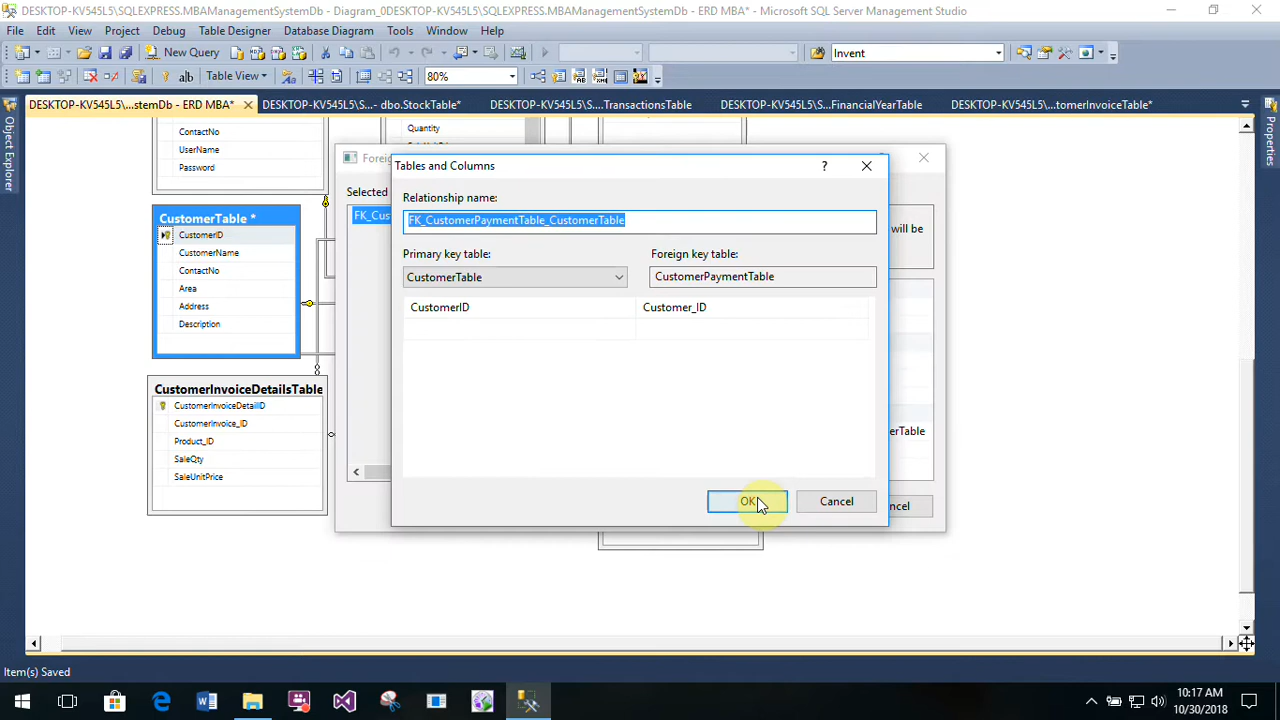 DESKTOP-KV545L5\SQLEXPRESS.MBAManagementSystemDb - Diagram_0DESKTOP-KV545L5\SQLEXPRESS.MBAManagementSystemDb - ERD MBA* - Microsoft SQL Server Management Studio
File Edit View Project Debug Table Designer Database Diagram Tools Window Help
New Query Invent
Table View 80%
DESKTOP-KV545L5\...stemDb - ERD MBA* DESKTOP-KV545L5\S...- dbo.StockTable* DESKTOP-KV545L5\S....TransactionsTable DESKTOP-KV545L5\S...FinancialYearTable DESKTOP-KV545L5\...tomerInvoiceTable*
Object Explorer
Properties
ContactNo
UserName
Password
Quantity
Foreig
Selected
FK_Cus
will be
erTable
ncel
Tables and Columns
?
Relationship name:
FK_CustomerPaymentTable_CustomerTable
Primary key table: Foreign key table:
CustomerTable CustomerPaymentTable
CustomerID Customer_ID
OK Cancel
CustomerTable *
CustomerID
CustomerName
ContactNo
Area
Address
Description
CustomerInvoiceDetailsTable
CustomerInvoiceDetailID
CustomerInvoice_ID
Product_ID
SaleQty
SaleUnitPrice
Item(s) Saved
10:17 AM
10/30/2018